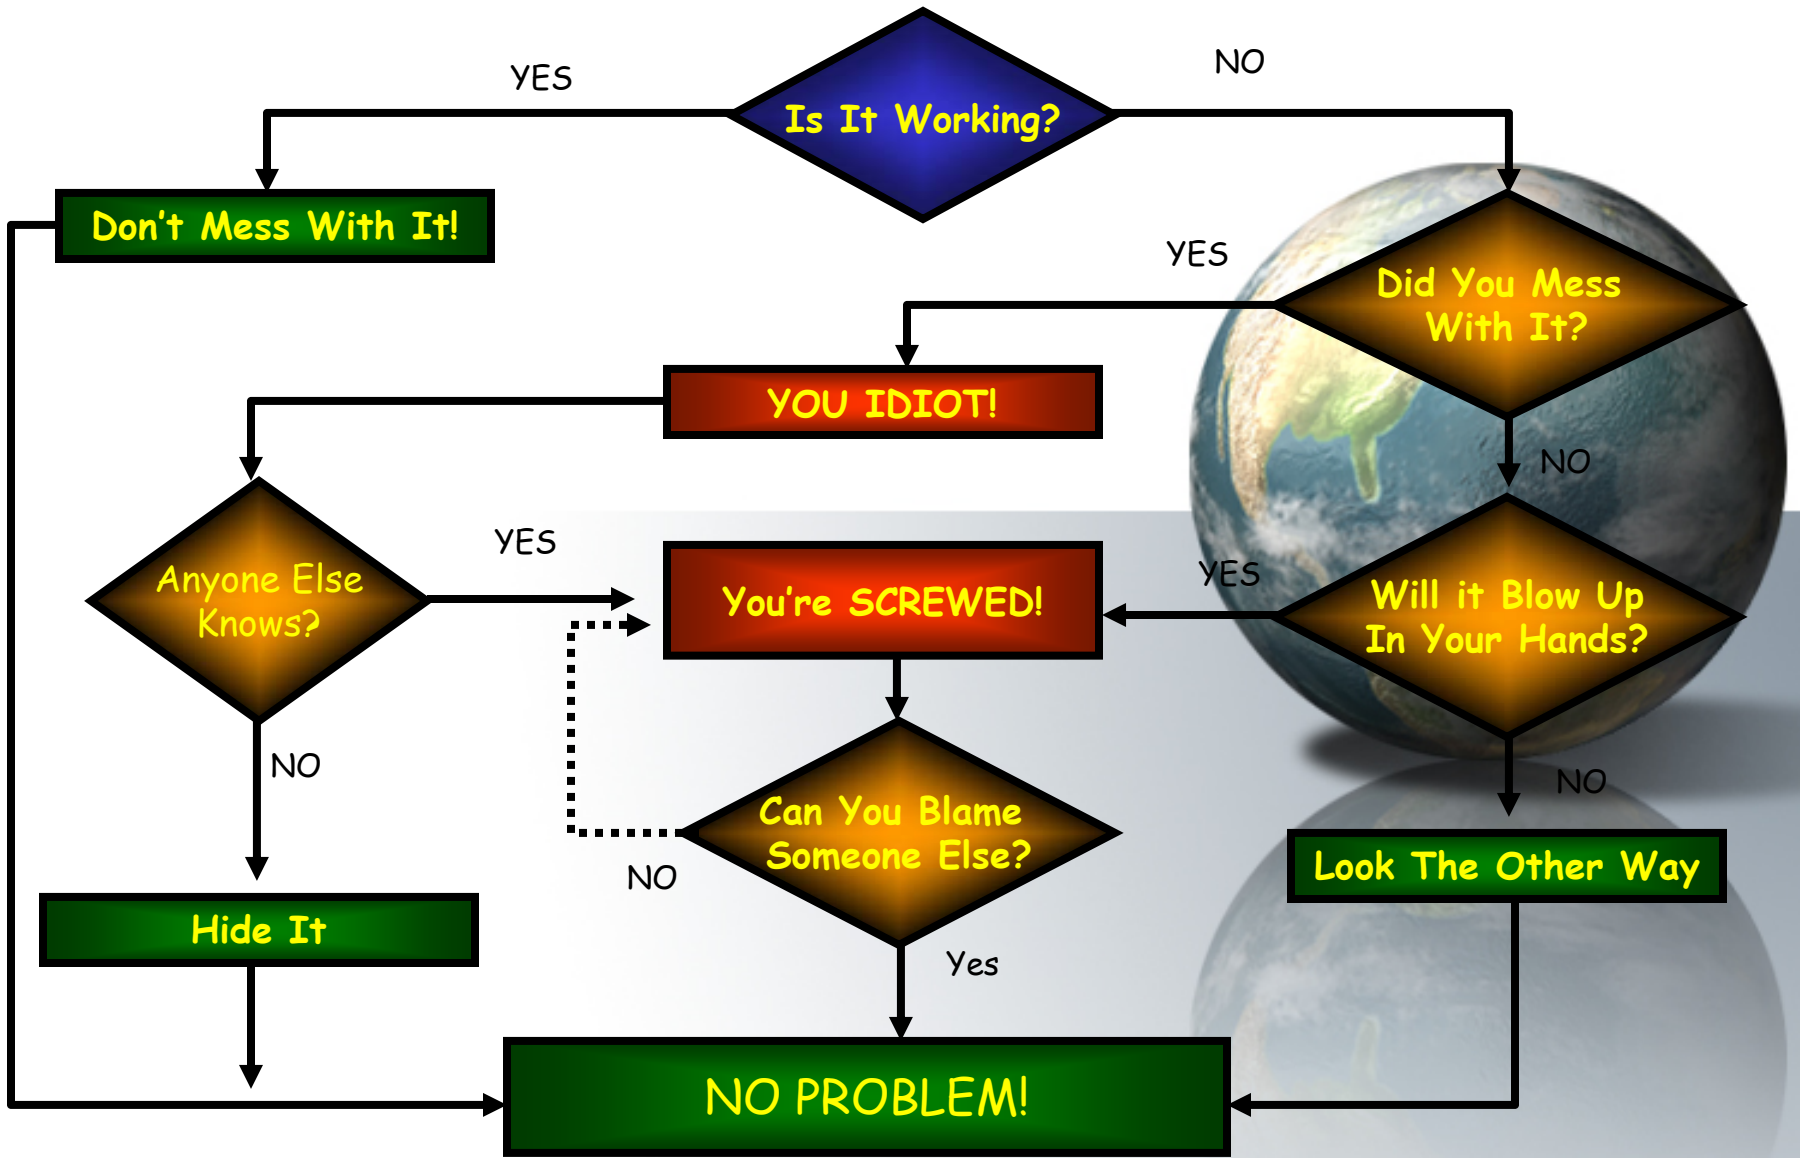 NO
YES
Is It Working?
Don't Mess With It!
YES
Did You Mess
With It?
YOU IDIOT!
NO
YES
Anyone Else
Knows?
You're SCREWED!
YES
Will it Blow Up
In Your Hands?
NO
NO
Can You Blame
Someone Else?
NO
Look The Other Way
Hide It
Yes
NO PROBLEM!